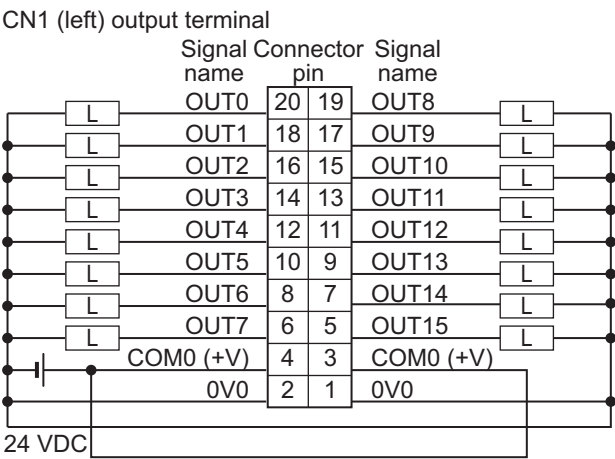 CN1 (left) output terminal
Signal Connector Signal
name pin name
L OUT0 20 19 OUT8 L
L OUT1 18 17 OUT9 L
L OUT2 16 15 OUT10 L
L OUT3 14 13 OUT11 L
L OUT4 12 11 OUT12 L
L OUT5 10 9 OUT13 L
L OUT6 8 7 OUT14 L
L OUT7 6 5 OUT15 L
COM0 (+V) 4 3 COM0 (+V)
0V0 2 1 0V0
24 VDC